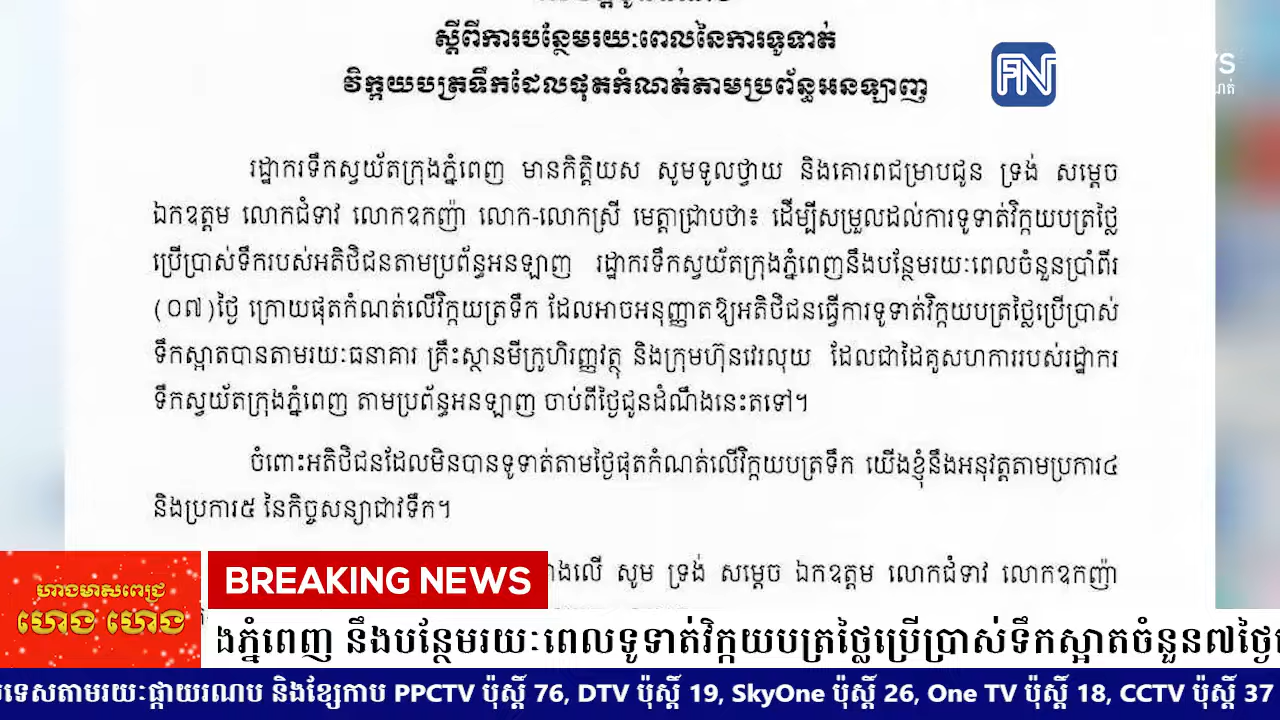 ស្តីពីការបន្ថែមរយៈពេលនៃការទូទាត់
វិក្កយបត្រទឹកដែលផុតកំណត់តាមប្រព័ន្ធអនឡាញ
រដ្ឋាករទឹកស្វយ័តក្រុងភ្នំពេញ មានកិត្តិយស សូមទូលថ្វាយ និងគោរពជម្រាបជូន ទ្រង់ សម្តេច
ឯកឧត្តម លោកជំទាវ លោកឧកញ៉ា លោក-លោកស្រី មេត្តាជ្រាបថា៖ ដើម្បីសម្រួលដល់ការទូទាត់វិក្កយបត្រថ្លៃ
ប្រើប្រាស់ទឹករបស់អតិថិជនតាមប្រព័ន្ធអនឡាញ រដ្ឋាករទឹកស្វយ័តក្រុងភ្នំពេញនឹងបន្ថែមរយៈពេលចំនួនប្រាំពីរ
(០៧)ថ្ងៃ ក្រោយផុតកំណត់លើវិក្កយត្រទឹក ដែលអាចអនុញ្ញាតឱ្យអតិថិជនធ្វើការទូទាត់វិក្កយបត្រថ្លៃប្រើប្រាស់
ទឹកស្អាតបានតាមរយៈធនាគារ គ្រឹះស្ថានមីក្រូហិរញ្ញវត្ថុ និងក្រុមហ៊ុនវេរលុយ ដែលជាដៃគូសហការរបស់រដ្ឋាករ
ទឹកស្វយ័តក្រុងភ្នំពេញ តាមប្រព័ន្ធអនឡាញ ចាប់ពីថ្ងៃជូនដំណឹងនេះតទៅ។
ចំពោះអតិថិជនដែលមិនបានទូទាត់តាមថ្ងៃផុតកំណត់លើវិក្កយបត្រទឹក យើងខ្ញុំនឹងអនុវត្តតាមប្រការ៤
និងប្រការ៥ នៃកិច្ចសន្យាជាវទឹក។
ងលើ សូម ទ្រង់ សម្តេច ឯកឧត្តម លោកជំទាវ លោកឧកញ៉ា
FN
ហាងមាសពេជ្រ
ហេង ហេង
BREAKING NEWS
ងភ្នំពេញ នឹងបន្ថែមរយៈពេលទូទាត់វិក្កយបត្រថ្លៃប្រើប្រាស់ទឹកស្អាតចំនួន៧ថ្ងៃ
ទេសតាមរយៈផ្កាយរណប និងខ្សែកាប PPCTV ប៉ុស្តិ៍ 76, DTV ប៉ុស្តិ៍ 19, SkyOne ប៉ុស្តិ៍ 26, One TV ប៉ុស្តិ៍ 18, CCTV ប៉ុស្តិ៍ 37